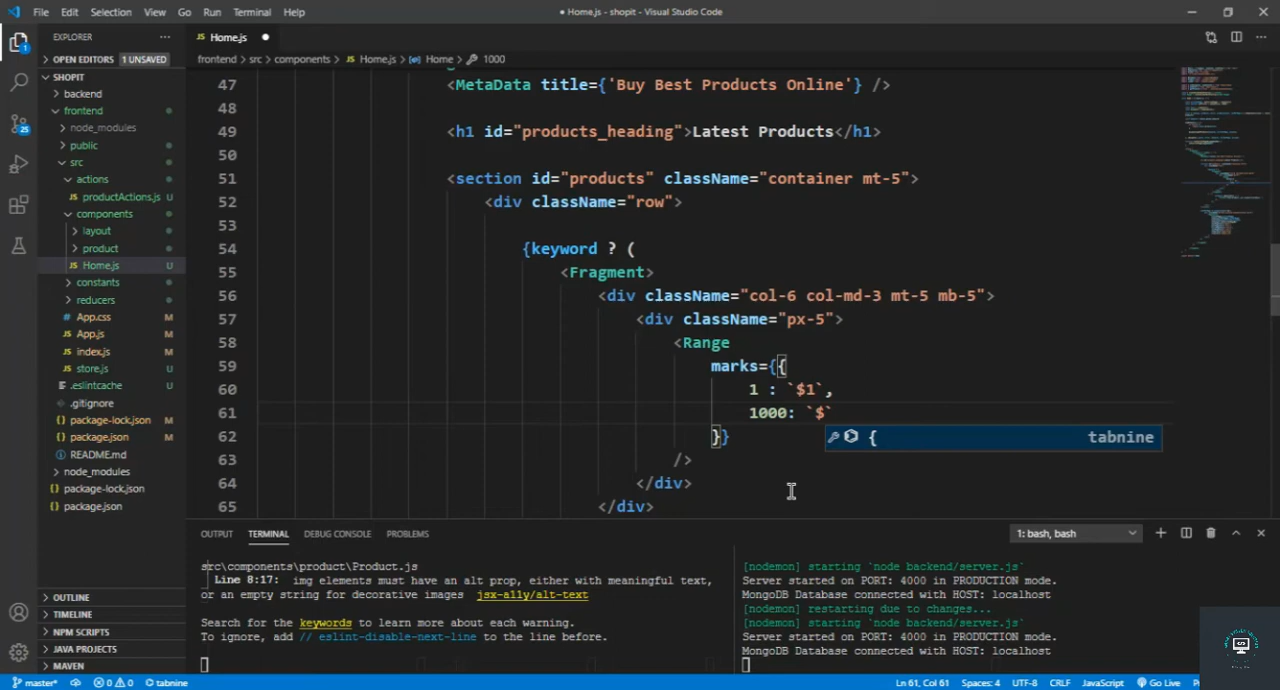 File Edit Selection View Go Run Terminal Help
● Home.js - shopit - Visual Studio Code
EXPLORER
OPEN EDITORS 1 UNSAVED
SHOPIT
backend
frontend
node_modules
public
src
actions
JS productActions.js U
components
layout
product
JS Home.js U
constants
reducers
App.css M
JS App.js M
JS index.js M
JS store.js M
.eslintcache U
.gitignore
package-lock.json M
package.json M
README.md
node_modules
package-lock.json
package.json
OUTLINE
TIMELINE
NPM SCRIPTS
JAVA PROJECTS
MAVEN
JS Home.js ●
frontend > src > components > JS Home.js > Home > 1000
47 <MetaData title={'Buy Best Products Online'} />
48
49 <h1 id="products_heading">Latest Products</h1>
50
51 <section id="products" className="container mt-5">
52 <div className="row">
53
54 {keyword ? (
55 <Fragment>
56 <div className="col-6 col-md-3 mt-5 mb-5">
57 <div className="px-5">
58 <Range
59 marks={{
60 1 : `$1`,
61 1000: `$`
62 }}
{ tabnine
63 />
64 </div>
65 </div>
OUTPUT TERMINAL DEBUG CONSOLE PROBLEMS
1: bash, bash
src\components\product\Product.js
Line 8:17: img elements must have an alt prop, either with meaningful text,
or an empty string for decorative images jsx-a11y/alt-text
Search for the keywords to learn more about each warning.
To ignore, add // eslint-disable-next-line to the line before.
[nodemon] starting `node backend/server.js`
Server started on PORT: 4000 in PRODUCTION mode.
MongoDB Database connected with HOST: localhost
[nodemon] restarting due to changes...
[nodemon] starting `node backend/server.js`
Server started on PORT: 4000 in PRODUCTION mode.
MongoDB Database connected with HOST: localhost
master* 0 0 tabnine
Ln 61, Col 61 Spaces: 4 UTF-8 CRLF JavaScript Go Live